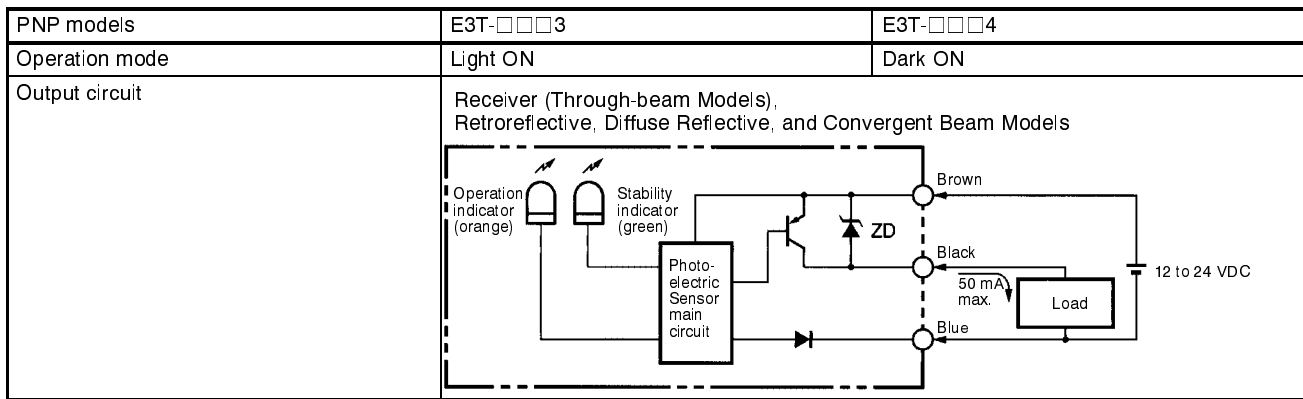 PNP models
E3T-□□□3
E3T-□□□4
Operation mode
Light ON
Dark ON
Output circuit
Receiver (Through-beam Models),
Retroreflective, Diffuse Reflective, and Convergent Beam Models
Operation
indicator
(orange)
Stability
indicator
(green)
Photo-
electric
Sensor
main
circuit
ZD
Brown
Black
50 mA
max.
Load
Blue
12 to 24 VDC